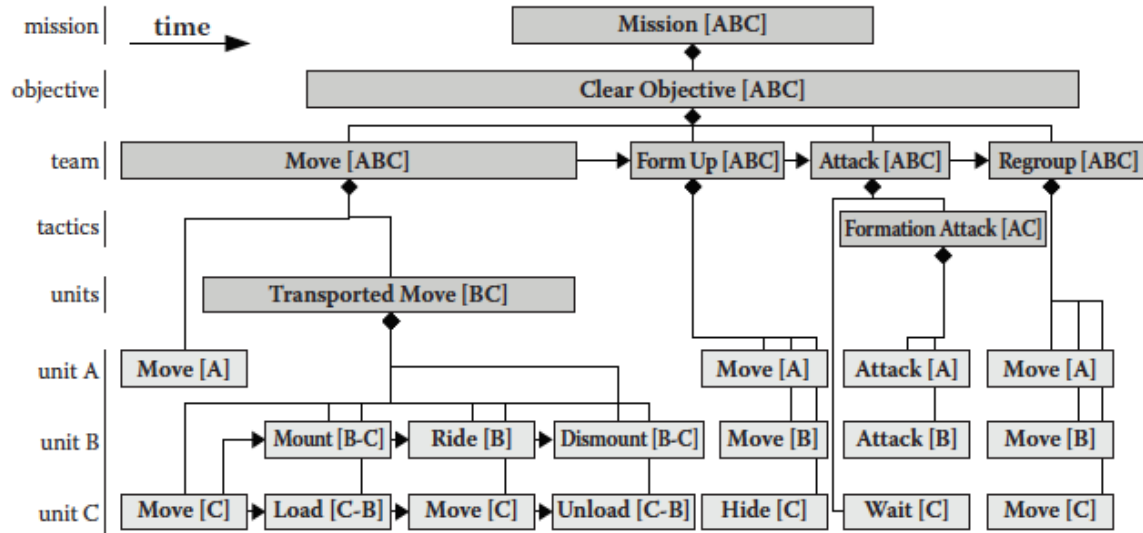 mission
time
Mission [ABC]
objective
Clear Objective [ABC]
team
Move [ABC]
Form Up [ABC]
Attack [ABC]
Regroup [ABC]
tactics
Formation Attack [AC]
units
Transported Move [BC]
unit A
Move [A]
Move [A]
Attack [A]
Move [A]
unit B
Mount [B-C]
Ride [B]
Dismount [B-C]
Move [B]
Attack [B]
Move [B]
unit C
Move [C]
Load [C-B]
Move [C]
Unload [C-B]
Hide [C]
Wait [C]
Move [C]